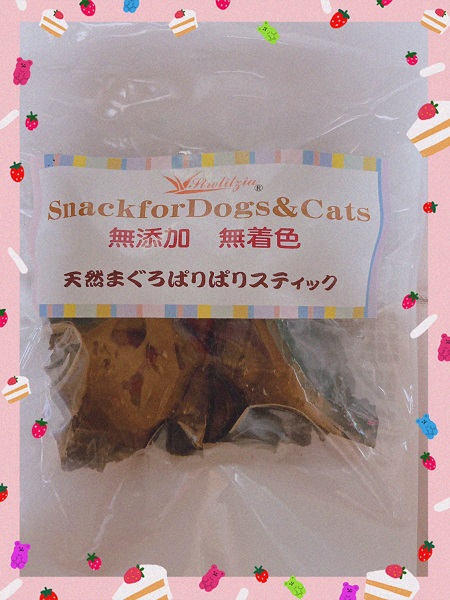 Strelitzia®
SnackforDogs&Cats
無添加 無着色
天然まぐろぱりぱりスティック